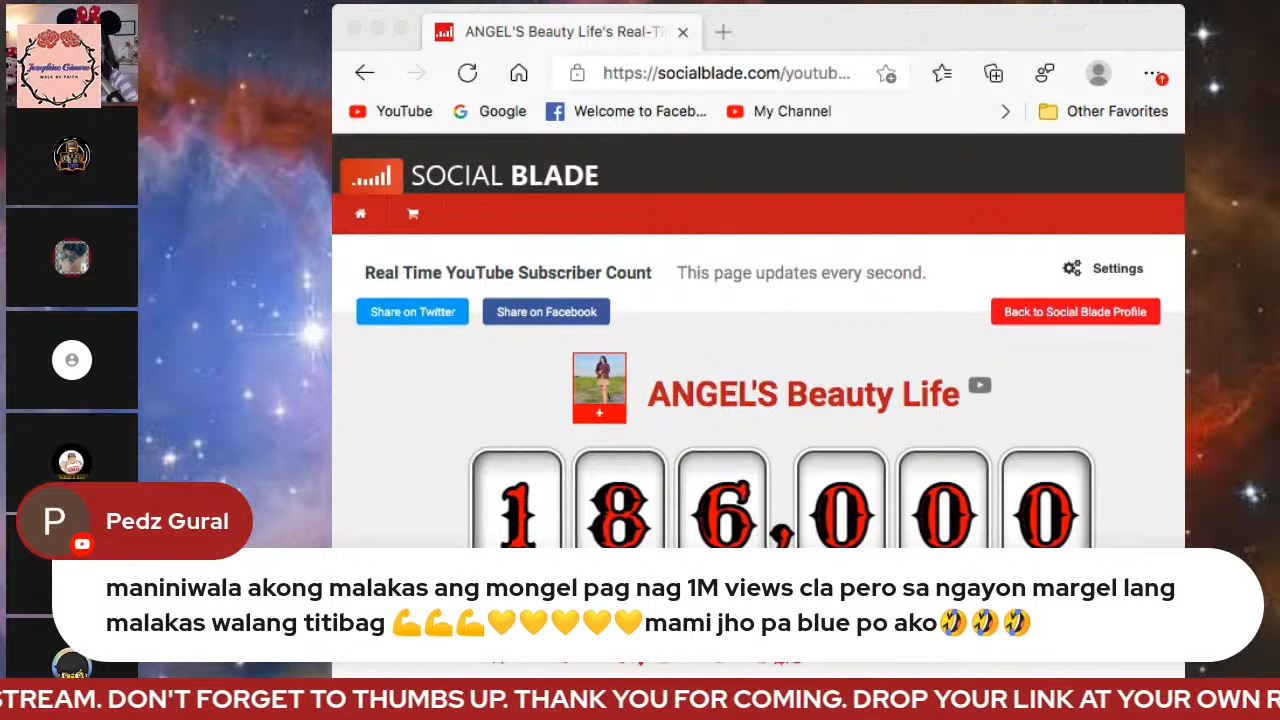 ANGEL'S Beauty Life's Real-Ti
https://socialblade.com/youtub...
YouTube
Google
Welcome to Faceb...
My Channel
Other Favorites
SOCIAL BLADE
Real Time YouTube Subscriber Count
This page updates every second.
Settings
Share on Twitter
Share on Facebook
Back to Social Blade Profile
ANGEL'S Beauty Life
186,000
WALK BY FAITH
P
Pedz Gural
maniniwala akong malakas ang mongel pag nag 1M views cla pero sa ngayon margel lang
malakas walang titibag 💪💪💪💛💛💛💛💛mami jho pa blue po ako🤣🤣🤣
STREAM. DON'T FORGET TO THUMBS UP. THANK YOU FOR COMING. DROP YOUR LINK AT YOUR OWN R